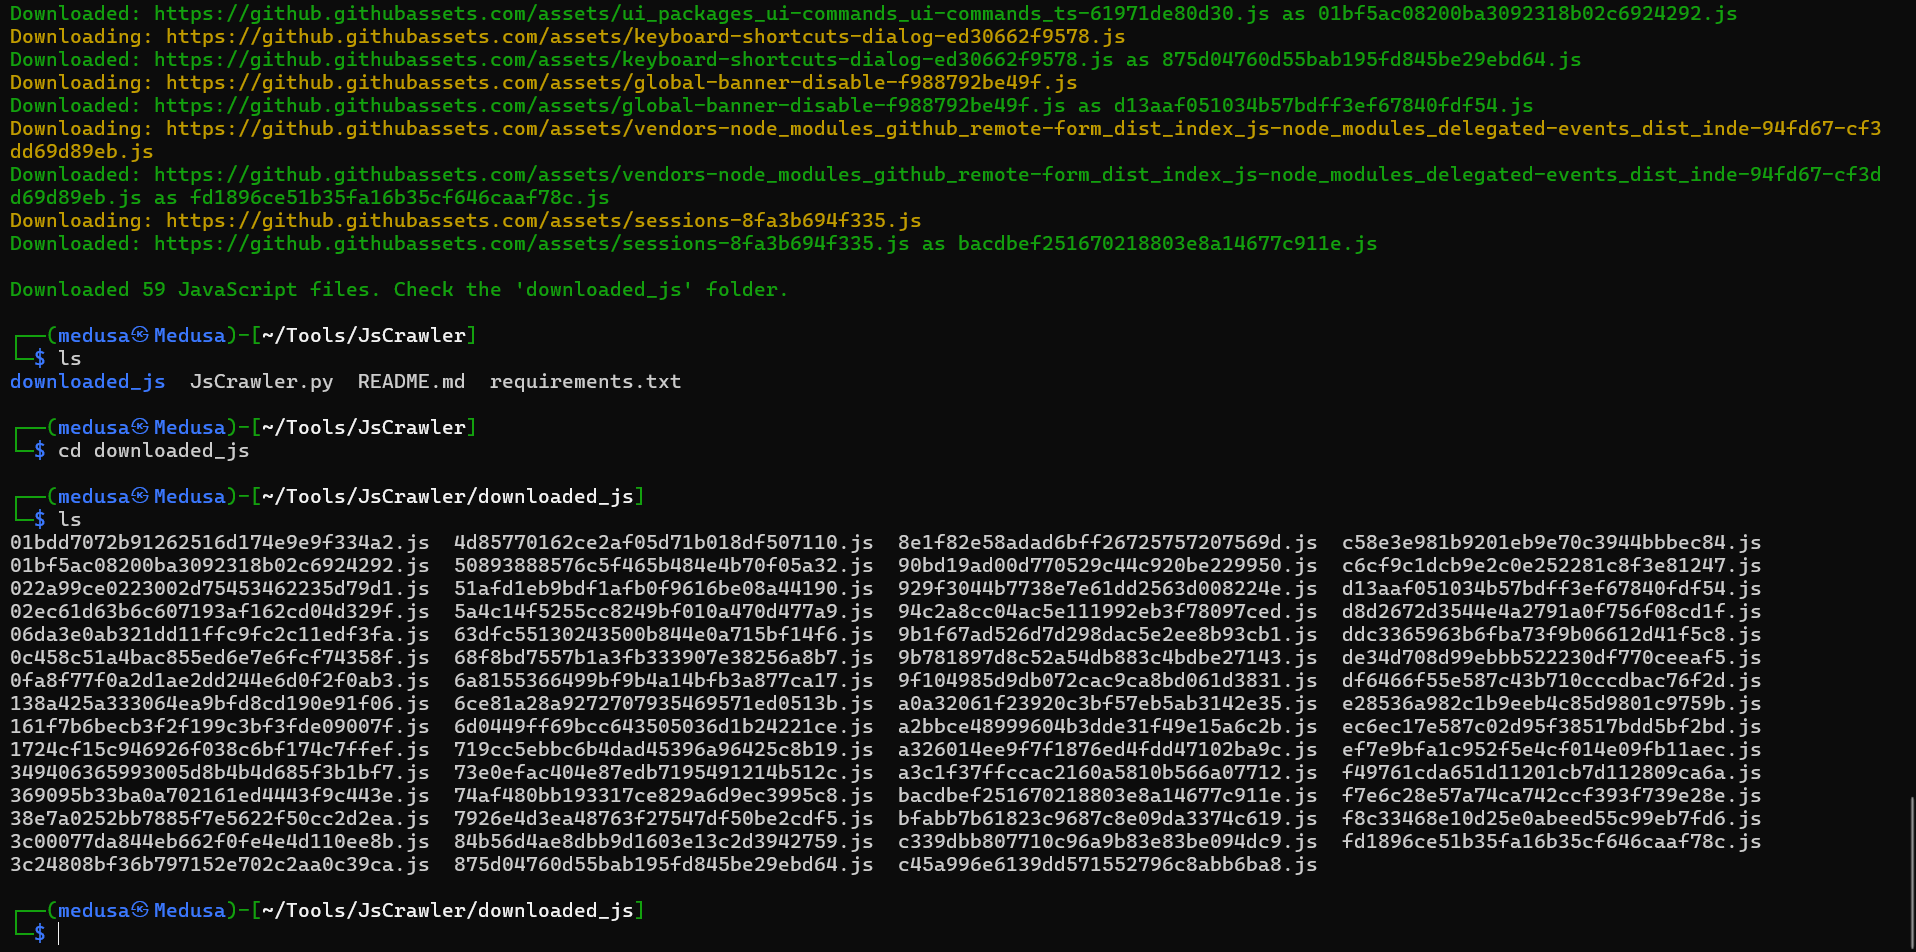 Downloaded: https://github.githubassets.com/assets/ui_packages_ui-commands_ui-commands_ts-61971de80d30.js as 01bf5ac08200ba3092318b02c6924292.js
Downloading: https://github.githubassets.com/assets/keyboard-shortcuts-dialog-ed30662f9578.js
Downloaded: https://github.githubassets.com/assets/keyboard-shortcuts-dialog-ed30662f9578.js as 875d04760d55bab195fd845be29ebd64.js
Downloading: https://github.githubassets.com/assets/global-banner-disable-f988792be49f.js
Downloaded: https://github.githubassets.com/assets/global-banner-disable-f988792be49f.js as d13aaf051034b57bdff3ef67840fdf54.js
Downloading: https://github.githubassets.com/assets/vendors-node_modules_github_remote-form_dist_index_js-node_modules_delegated-events_dist_inde-94fd67-cf3
dd69d89eb.js
Downloaded: https://github.githubassets.com/assets/vendors-node_modules_github_remote-form_dist_index_js-node_modules_delegated-events_dist_inde-94fd67-cf3d
d69d89eb.js as fd1896ce51b35fa16b35cf646caaf78c.js
Downloading: https://github.githubassets.com/assets/sessions-8fa3b694f335.js
Downloaded: https://github.githubassets.com/assets/sessions-8fa3b694f335.js as bacdbef251670218803e8a14677c911e.js
Downloaded 59 JavaScript files. Check the 'downloaded_js' folder.
┌──(medusa㉿Medusa)-[~/Tools/JsCrawler]
└─$ ls
downloaded_js  JsCrawler.py  README.md  requirements.txt
┌──(medusa㉿Medusa)-[~/Tools/JsCrawler]
└─$ cd downloaded_js
┌──(medusa㉿Medusa)-[~/Tools/JsCrawler/downloaded_js]
└─$ ls
01bdd7072b91262516d174e9e9f334a2.js  4d85770162ce2af05d71b018df507110.js  8e1f82e58adad6bff26725757207569d.js  c58e3e981b9201eb9e70c3944bbbec84.js
01bf5ac08200ba3092318b02c6924292.js  50893888576c5f465b484e4b70f05a32.js  90bd19ad00d770529c44c920be229950.js  c6cf9c1dcb9e2c0e252281c8f3e81247.js
022a99ce0223002d75453462235d79d1.js  51afd1eb9bdf1afb0f9616be08a44190.js  929f3044b7738e7e61dd2563d008224e.js  d13aaf051034b57bdff3ef67840fdf54.js
02ec61d63b6c607193af162cd04d329f.js  5a4c14f5255cc8249bf010a470d477a9.js  94c2a8cc04ac5e111992eb3f78097ced.js  d8d2672d3544e4a2791a0f756f08cd1f.js
06da3e0ab321dd11ffc9fc2c11edf3fa.js  63dfc55130243500b844e0a715bf14f6.js  9b1f67ad526d7d298dac5e2ee8b93cb1.js  ddc3365963b6fba73f9b06612d41f5c8.js
0c458c51a4bac855ed6e7e6fcf74358f.js  68f8bd7557b1a3fb333907e38256a8b7.js  9b781897d8c52a54db883c4bdbe27143.js  de34d708d99ebbb522230df770ceeaf5.js
0fa8f77f0a2d1ae2dd244e6d0f2f0ab3.js  6a8155366499bf9b4a14bfb3a877ca17.js  9f104985d9db072cac9ca8bd061d3831.js  df6466f55e587c43b710cccdbac76f2d.js
138a425a333064ea9bfd8cd190e91f06.js  6ce81a28a9272707935469571ed0513b.js  a0a32061f23920c3bf57eb5ab3142e35.js  e28536a982c1b9eeb4c85d9801c9759b.js
161f7b6becb3f2f199c3bf3fde09007f.js  6d0449ff69bcc643505036d1b24221ce.js  a2bbce48999604b3dde31f49e15a6c2b.js  ec6ec17e587c02d95f38517bdd5bf2bd.js
1724cf15c946926f038c6bf174c7ffef.js  719cc5ebbc6b4dad45396a96425c8b19.js  a326014ee9f7f1876ed4fdd47102ba9c.js  ef7e9bfa1c952f5e4cf014e09fb11aec.js
349406365993005d8b4b4d685f3b1bf7.js  73e0efac404e87edb7195491214b512c.js  a3c1f37ffccac2160a5810b566a07712.js  f49761cda651d11201cb7d112809ca6a.js
369095b33ba0a702161ed4443f9c443e.js  74af480bb193317ce829a6d9ec3995c8.js  bacdbef251670218803e8a14677c911e.js  f7e6c28e57a74ca742ccf393f739e28e.js
38e7a0252bb7885f7e5622f50cc2d2ea.js  7926e4d3ea48763f27547df50be2cdf5.js  bfabb7b61823c9687c8e09da3374c619.js  f8c33468e10d25e0abeed55c99eb7fd6.js
3c00077da844eb662f0fe4e4d110ee8b.js  84b56d4ae8dbb9d1603e13c2d3942759.js  c339dbb807710c96a9b83e83be094dc9.js  fd1896ce51b35fa16b35cf646caaf78c.js
3c24808bf36b797152e702c2aa0c39ca.js  875d04760d55bab195fd845be29ebd64.js  c45a996e6139dd571552796c8abb6ba8.js
┌──(medusa㉿Medusa)-[~/Tools/JsCrawler/downloaded_js]
└─$